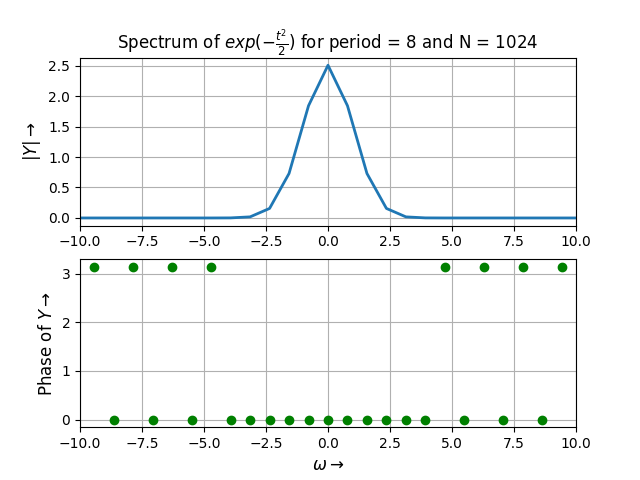 Spectrum of exp(−t²/2) for period = 8 and N = 1024
|Y| →
2.5
2.0
1.5
1.0
0.5
0.0
−10.0 −7.5 −5.0 −2.5 0.0 2.5 5.0 7.5 10.0
Phase of Y →
3
2
1
0
−10.0 −7.5 −5.0 −2.5 0.0 2.5 5.0 7.5 10.0
ω →